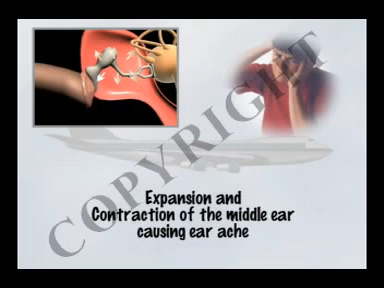 Expansion and
Contraction of the middle ear
causing ear ache
COPYRIGHT